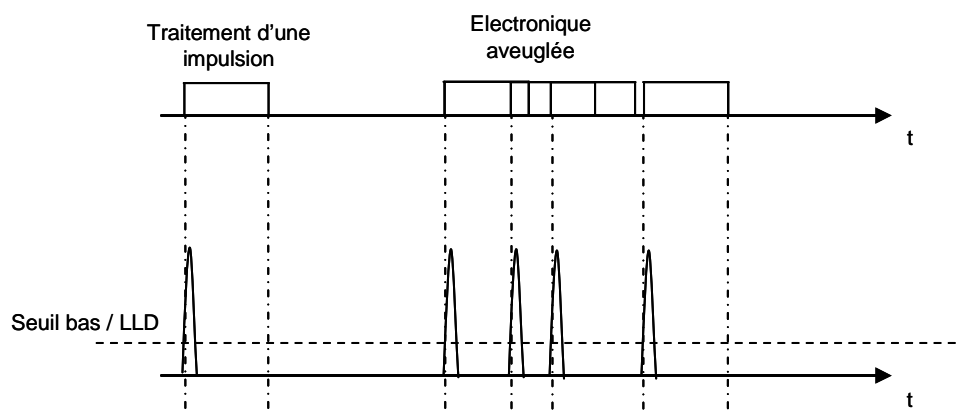 Traitement d'une
impulsion
Electronique
aveuglée
t
Seuil bas / LLD
t